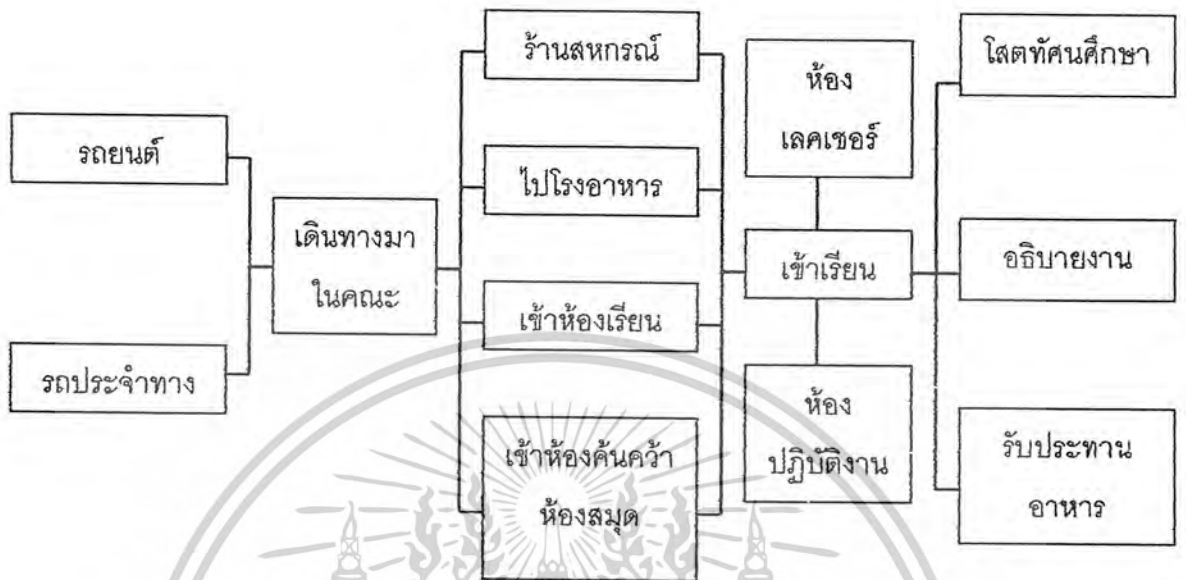 รถยนต์
รถประจำทาง
เดินทางมา
ในคณะ
ร้านสหกรณ์
ไปโรงอาหาร
เข้าห้องเรียน
เข้าห้องค้นคว้า
ห้องสมุด
ห้อง
เลคเชอร์
เข้าเรียน
ห้อง
ปฏิบัติงาน
โสตทัศนศึกษา
อธิบายงาน
รับประทาน
อาหาร